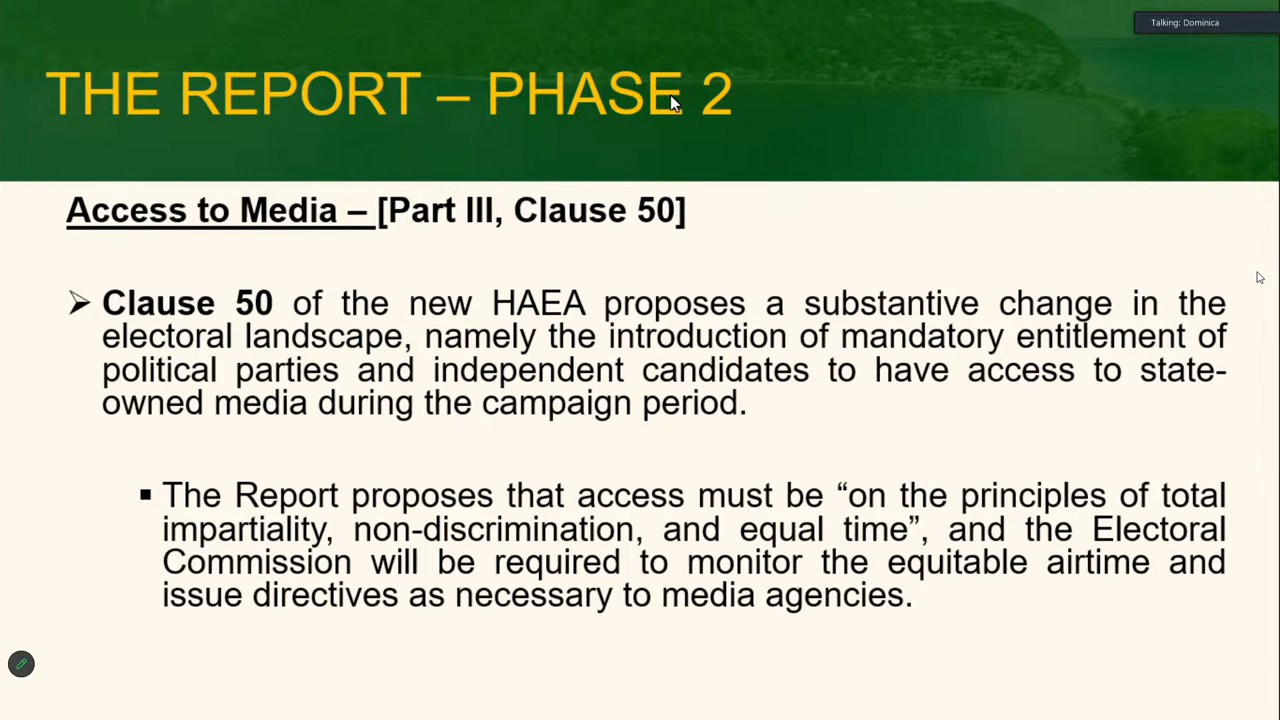 Talking: Dominica
THE REPORT – PHASE 2
Access to Media – [Part III, Clause 50]
➢ Clause 50 of the new HAEA proposes a substantive change in the
electoral landscape, namely the introduction of mandatory entitlement of
political parties and independent candidates to have access to state-
owned media during the campaign period.
▪ The Report proposes that access must be “on the principles of total
impartiality, non-discrimination, and equal time”, and the Electoral
Commission will be required to monitor the equitable airtime and
issue directives as necessary to media agencies.